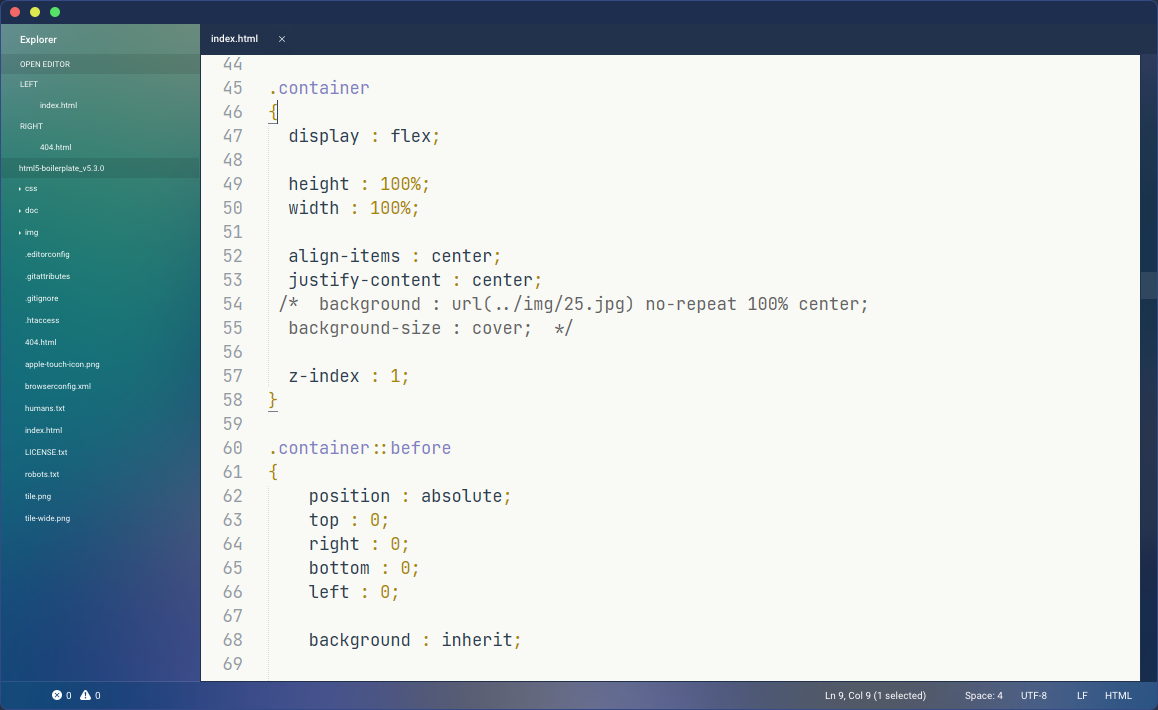 Explorer
OPEN EDITOR
LEFT
index.html
RIGHT
404.html
html5-boilerplate_v5.3.0
css
doc
img
.editorconfig
.gitattributes
.gitignore
.htaccess
404.html
apple-touch-icon.png
browserconfig.xml
humans.txt
index.html
LICENSE.txt
robots.txt
tile.png
tile-wide.png
index.html ×
44
45 .container
46 {
47 display : flex;
48
49 height : 100%;
50 width : 100%;
51
52 align-items : center;
53 justify-content : center;
54 /* background : url(../img/25.jpg) no-repeat 100% center;
55 background-size : cover; */
56
57 z-index : 1;
58 }
59
60 .container::before
61 {
62 position : absolute;
63 top : 0;
64 right : 0;
65 bottom : 0;
66 left : 0;
67
68 background : inherit;
69
0 0 Ln 9, Col 9 (1 selected) Space: 4 UTF-8 LF HTML